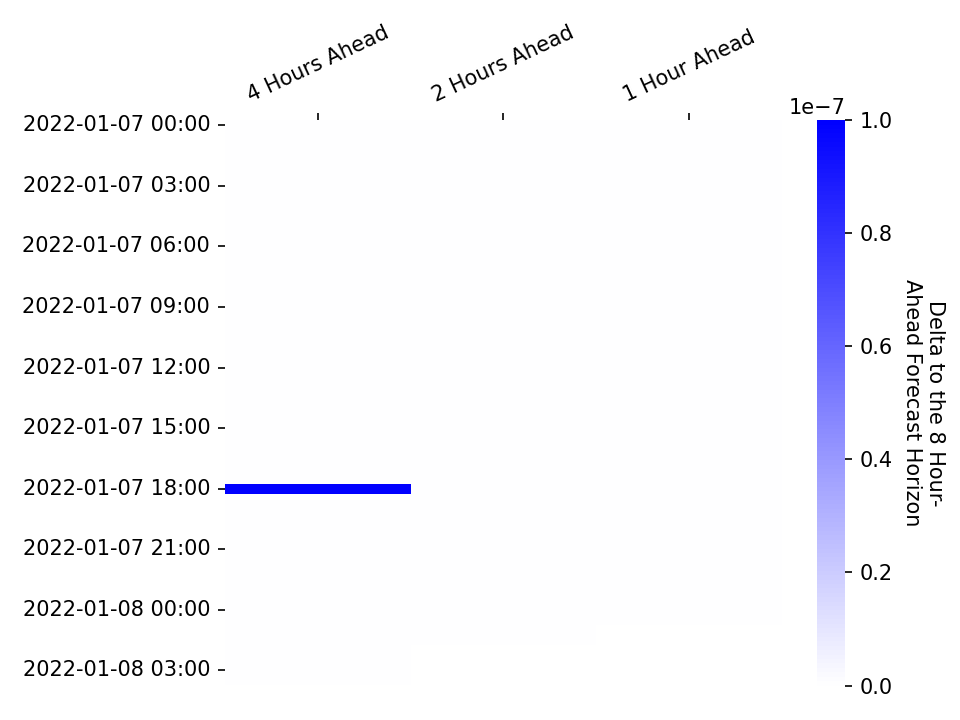 4 Hours Ahead
2 Hours Ahead
1 Hour Ahead
2022-01-07 00:00
2022-01-07 03:00
2022-01-07 06:00
2022-01-07 09:00
2022-01-07 12:00
2022-01-07 15:00
2022-01-07 18:00
2022-01-07 21:00
2022-01-08 00:00
2022-01-08 03:00
1e−7
1.0
0.8
0.6
0.4
0.2
0.0
Delta to the 8 Hour-
Ahead Forecast Horizon